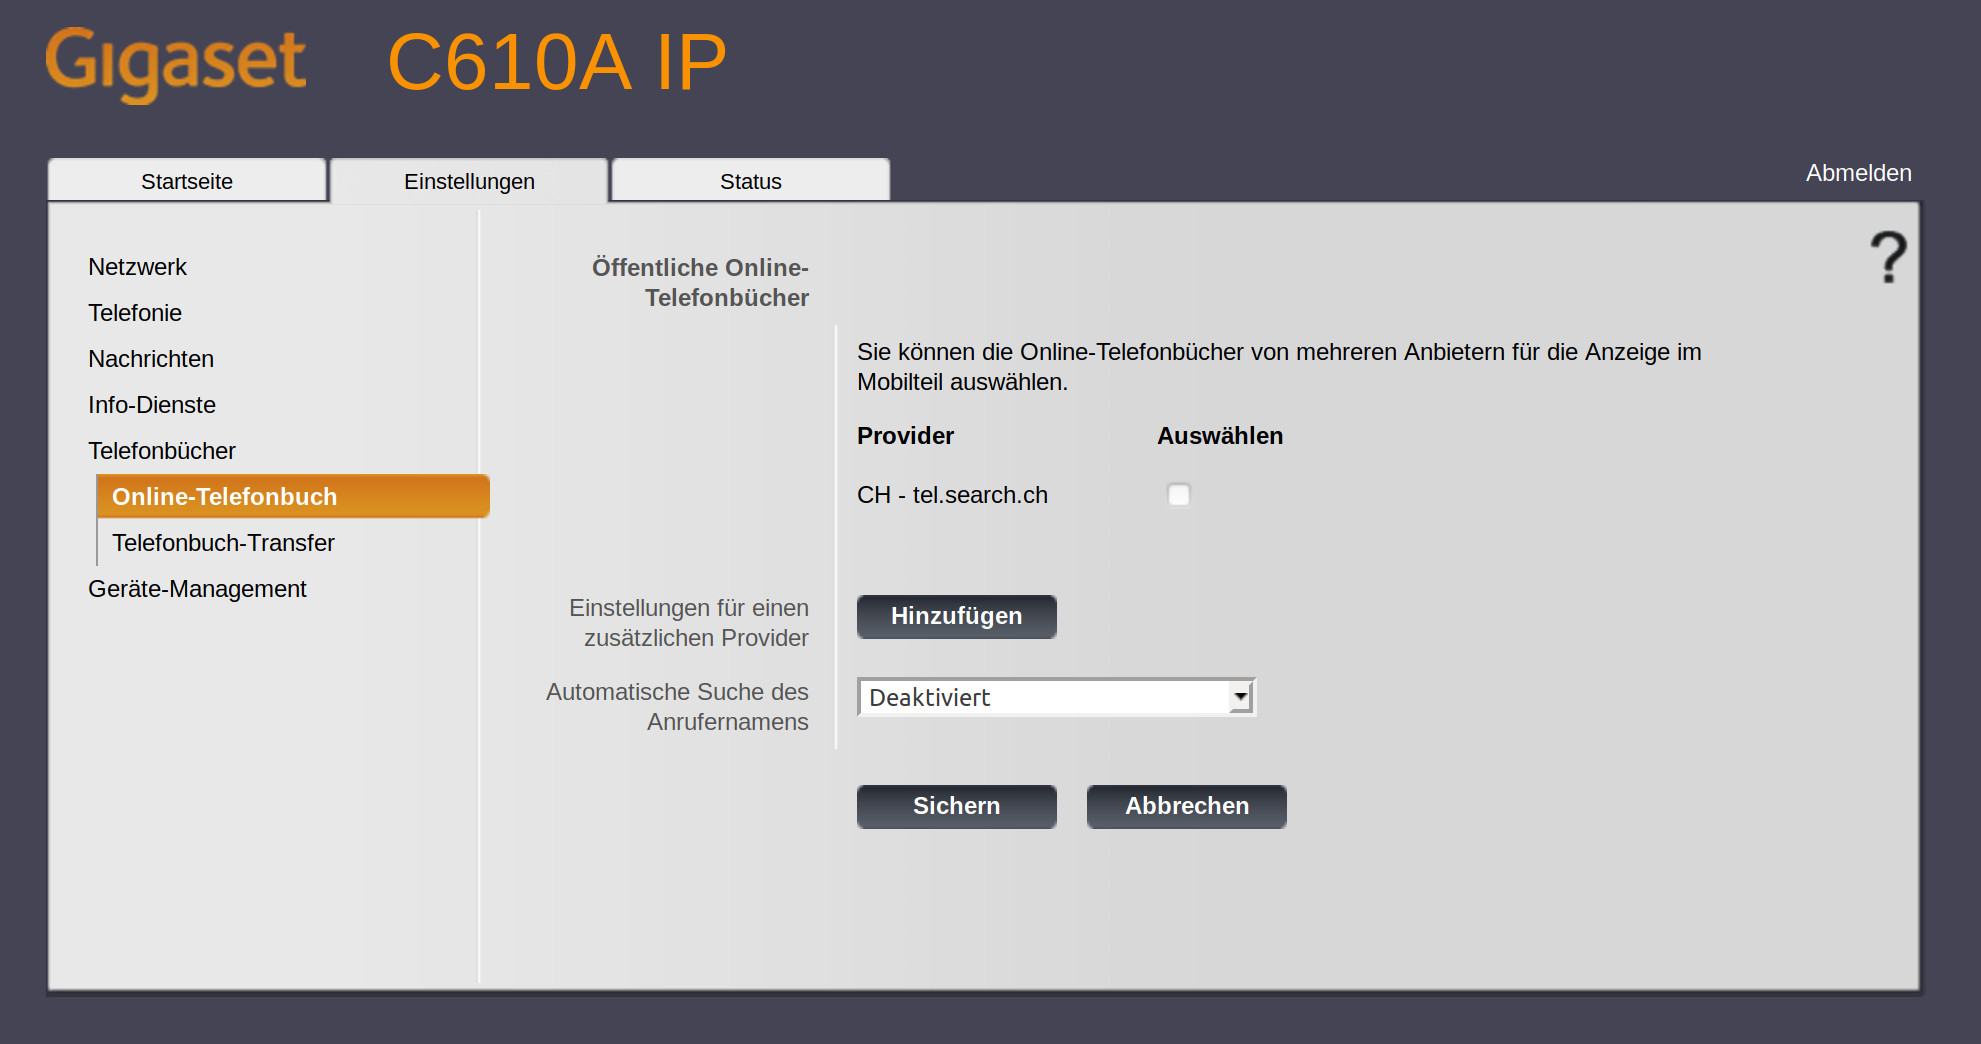 Gigaset C610A IP
Startseite
Einstellungen
Status
Abmelden
?
Netzwerk
Telefonie
Nachrichten
Info-Dienste
Telefonbücher
Online-Telefonbuch
Telefonbuch-Transfer
Geräte-Management
Öffentliche Online-
Telefonbücher
Sie können die Online-Telefonbücher von mehreren Anbietern für die Anzeige im
Mobilteil auswählen.
Provider Auswählen
CH - tel.search.ch
Einstellungen für einen
zusätzlichen Provider
Hinzufügen
Automatische Suche des
Anrufernamens
Deaktiviert
Sichern
Abbrechen